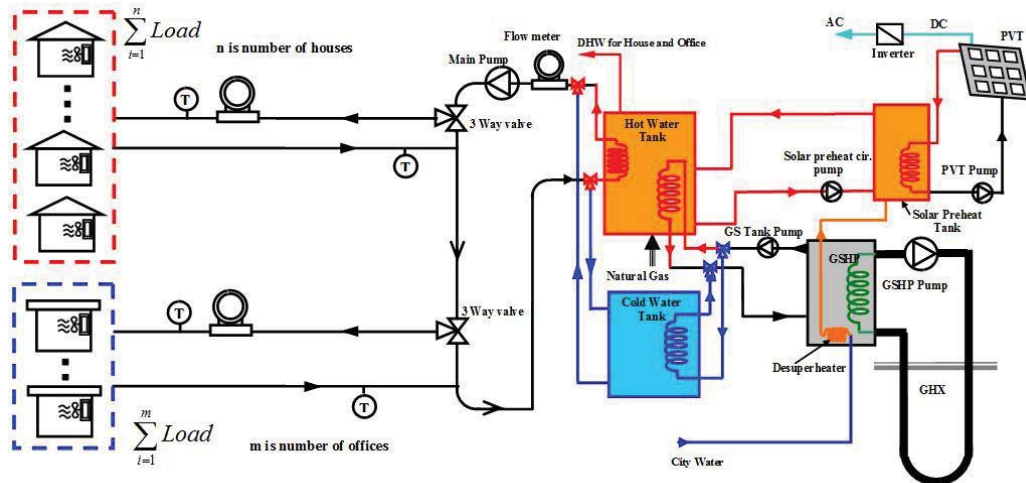 n
∑ Load
i=1
n is number of houses
T
T
Main Pump
Flow meter
3 Way valve
DHW for House and Office
Hot Water
Tank
Natural Gas
AC
DC
Inverter
PVT
Solar preheat cir.
pump
PVT Pump
Solar Preheat
Tank
GS Tank Pump
GSHP
GSHP Pump
Cold Water
Tank
Desuperheater
GHX
City Water
T
3 Way valve
T
m
∑ Load
i=1
m is number of offices